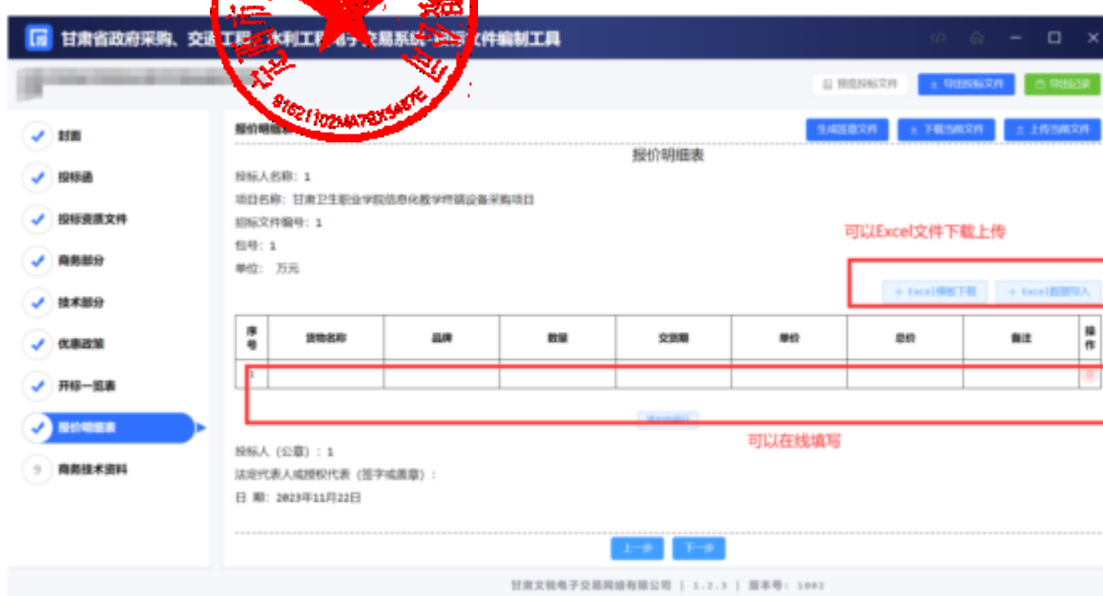 甘肃省政府采购、交通工程、水利工程电子交易系统-投标文件编制工具
预览投标文件 导出投标文件 导出记录
封面
投标函
投标资质文件
商务部分
技术部分
优惠政策
开标一览表
报价明细表
9 商务技术资料
报价明细表 生成签章文件 下载当前文件 上传当前文件
报价明细表
投标人名称: 1
项目名称: 甘肃卫生职业学院信息化教学终端设备采购项目
招标文件编号: 1
包号: 1
单位: 万元
可以Excel文件下载上传
+ Excel模板下载 + Excel数据导入
序号 货物名称 品牌 数量 交货期 单价 总价 备注 操作
1
可以在线填写
投标人 (公章) : 1
法定代表人或授权代表 (签字或盖章) :
日 期: 2023年11月22日
上一步 下一步
甘肃文锐电子交易网络有限公司 | 1.2.3 | 版本号: 1002